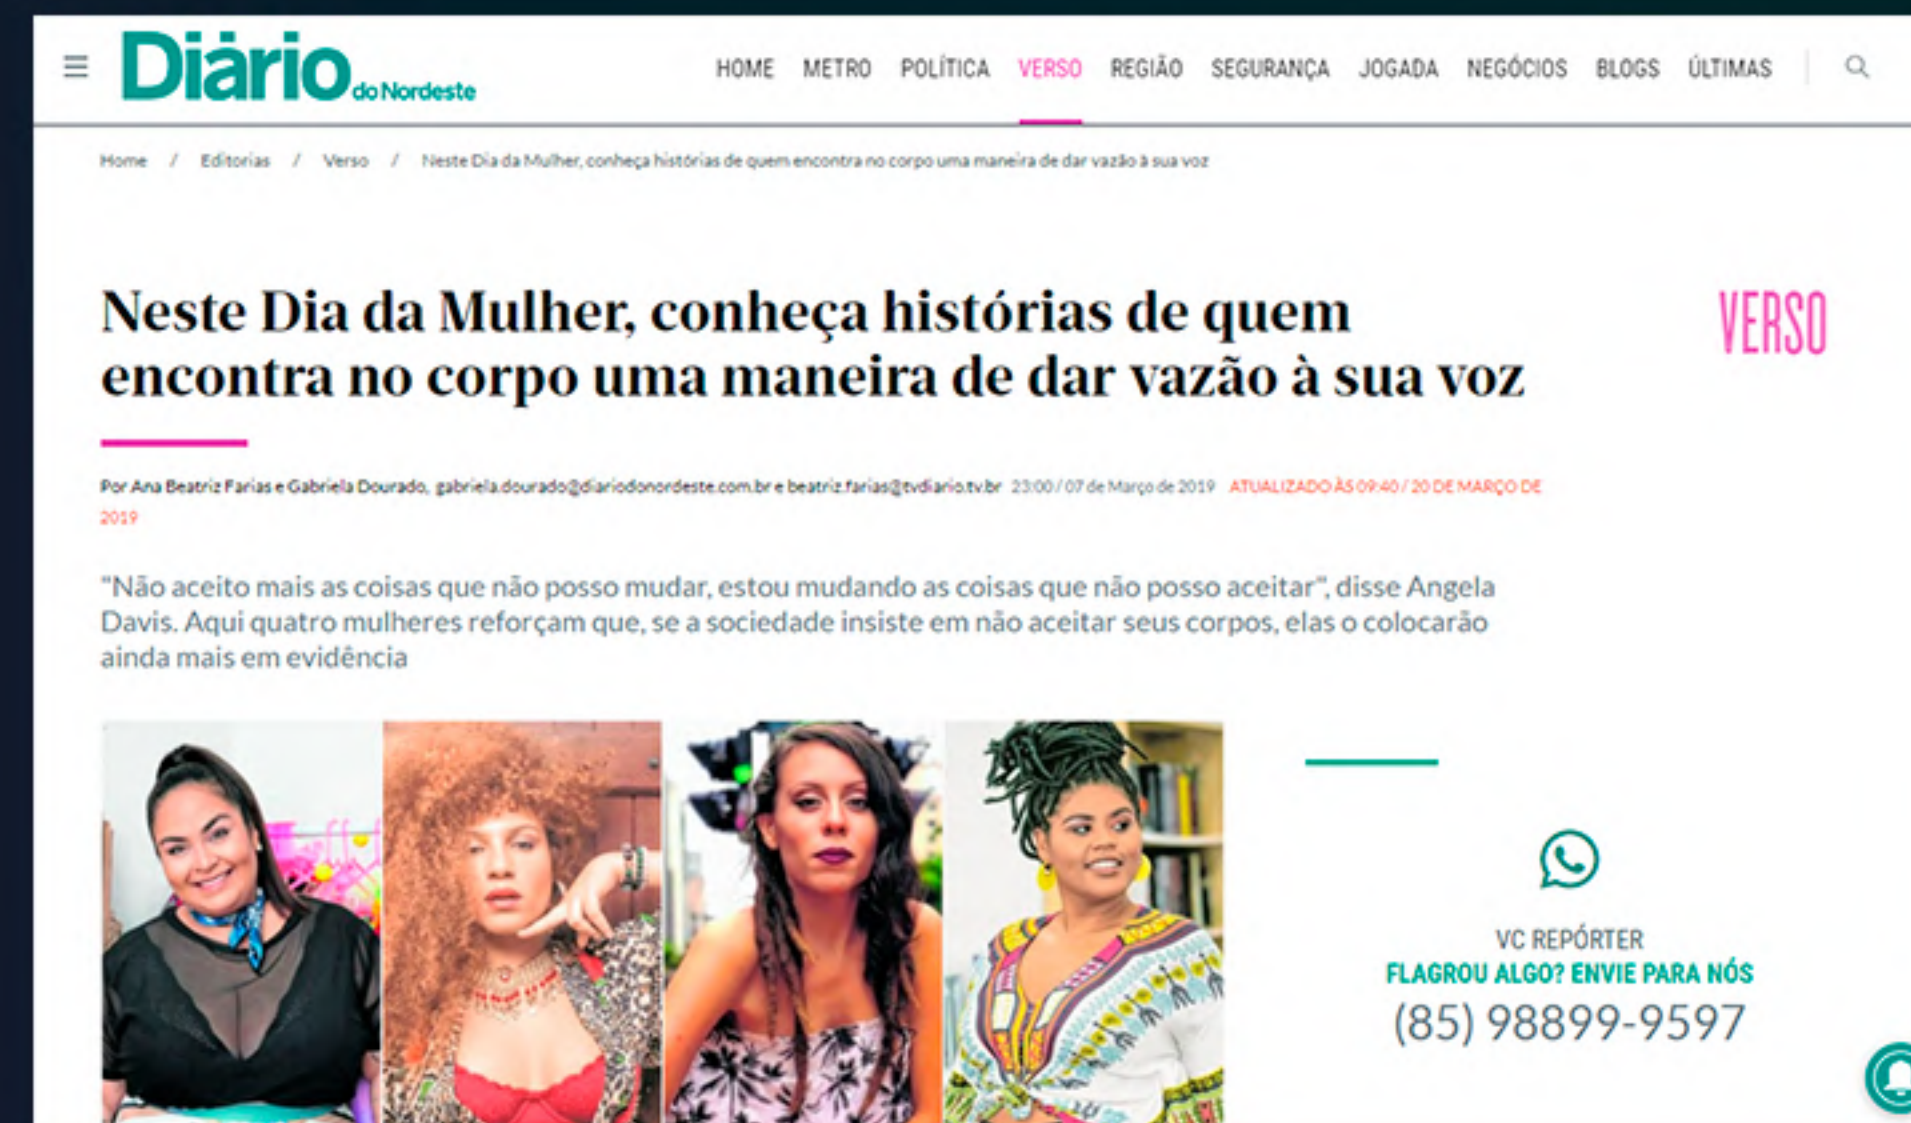 Diário do Nordeste
HOME METRO POLÍTICA VERSO REGIÃO SEGURANÇA JOGADA NEGÓCIOS BLOGS ÚLTIMAS
Home / Editorias / Verso / Neste Dia da Mulher, conheça histórias de quem encontra no corpo uma maneira de dar vazão à sua voz
Neste Dia da Mulher, conheça histórias de quem
encontra no corpo uma maneira de dar vazão à sua voz
VERSO
Por Ana Beatriz Farias e Gabriela Dourado, gabriela.dourado@diariodonordeste.com.br e beatriz.farias@tvdiario.tv.br 23:00 / 07 de Março de 2019 ATUALIZADO ÀS 09:40 / 20 DE MARÇO DE
2019
"Não aceito mais as coisas que não posso mudar, estou mudando as coisas que não posso aceitar", disse Angela
Davis. Aqui quatro mulheres reforçam que, se a sociedade insiste em não aceitar seus corpos, elas o colocarão
ainda mais em evidência
VC REPÓRTER
FLAGROU ALGO? ENVIE PARA NÓS
(85) 98899-9597